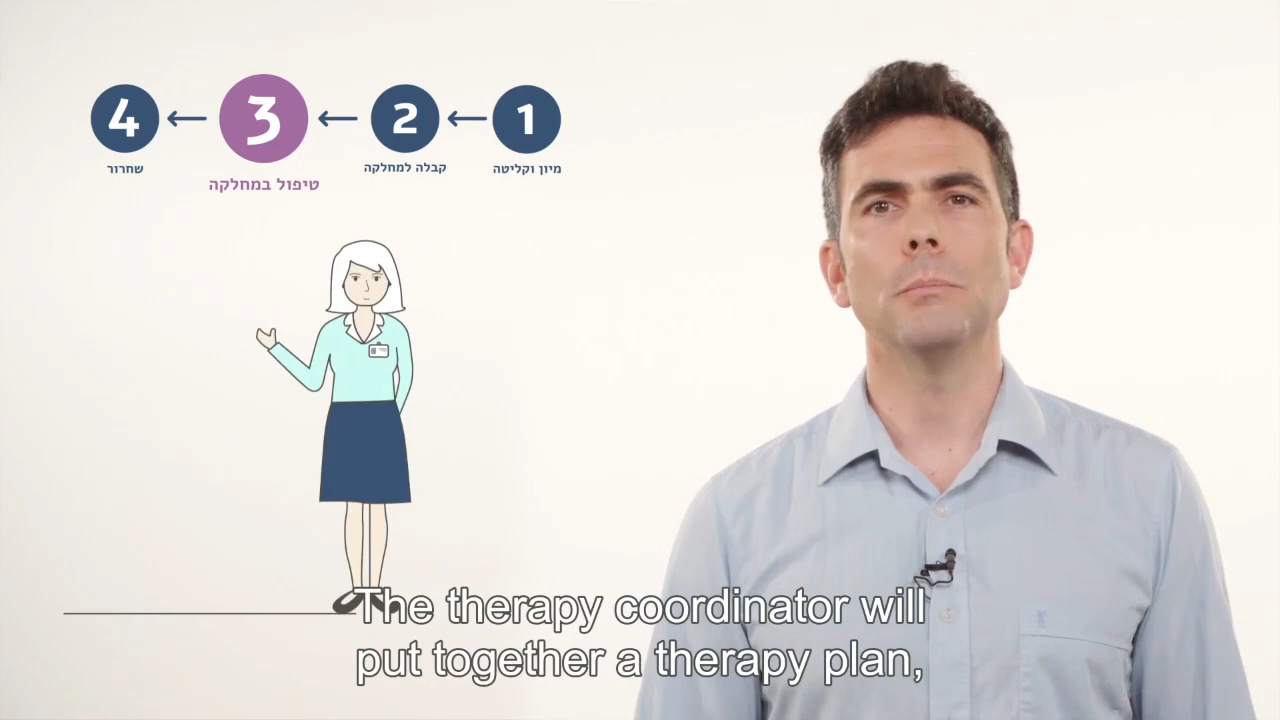 1
מיון וקליטה
2
קבלה למחלקה
3
טיפול במחלקה
4
שחרור
The therapy coordinator will
put together a therapy plan,